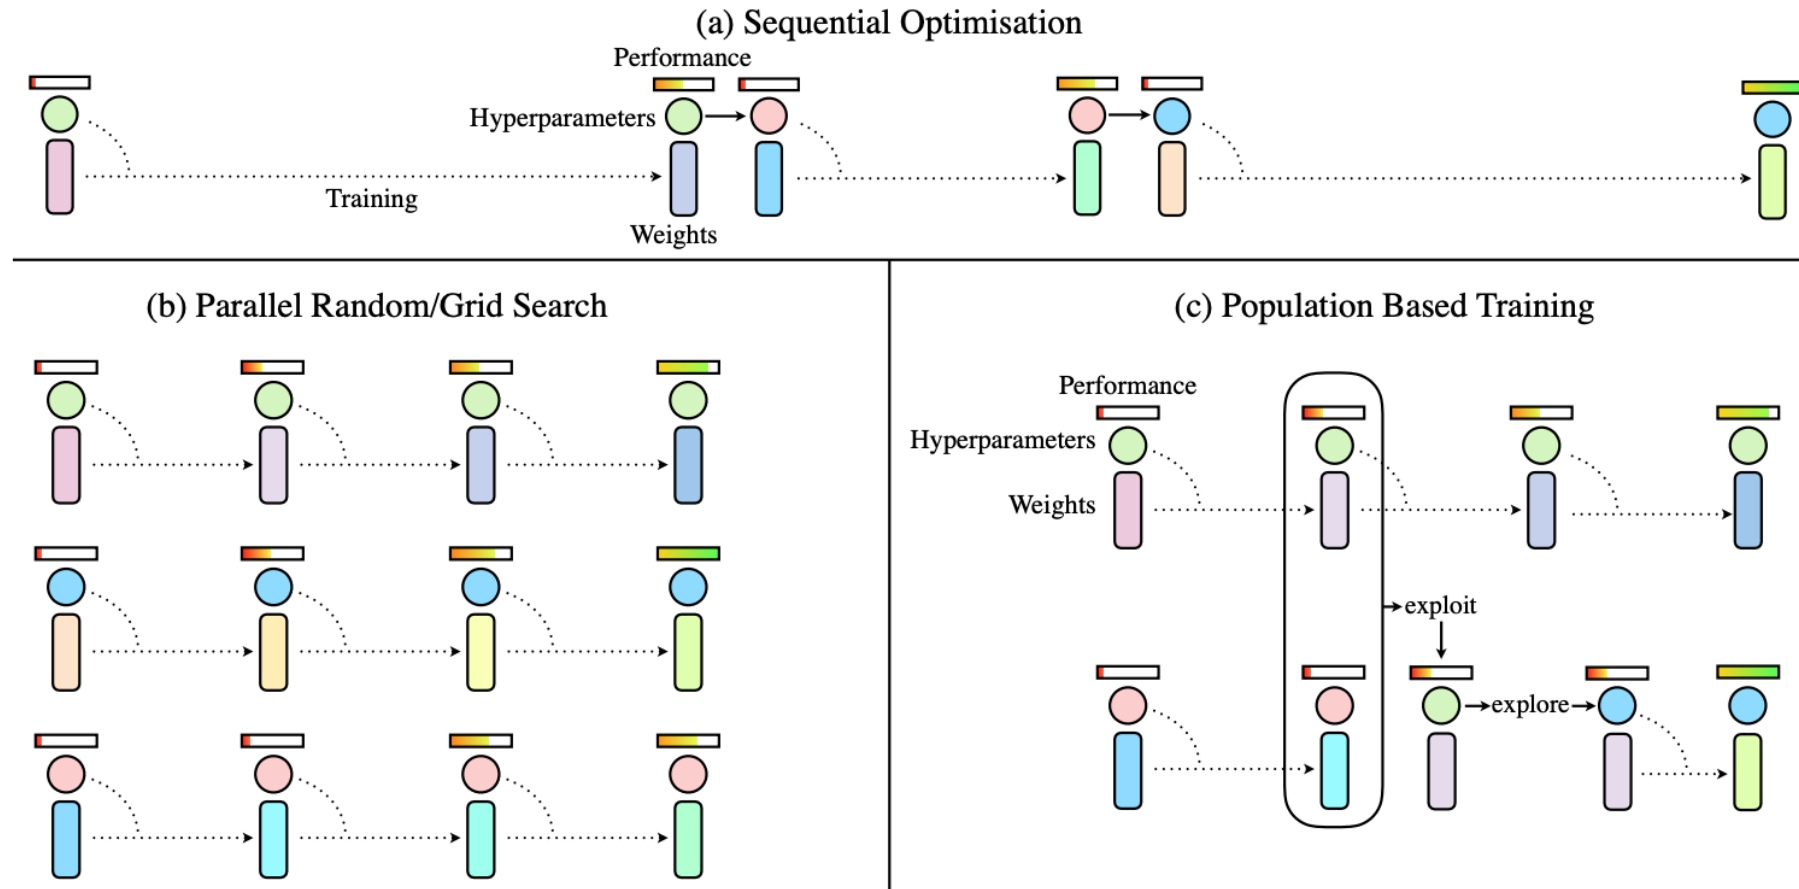 (a) Sequential Optimisation
Performance
Hyperparameters
Training
Weights
(b) Parallel Random/Grid Search
(c) Population Based Training
Performance
Hyperparameters
Weights
exploit
explore